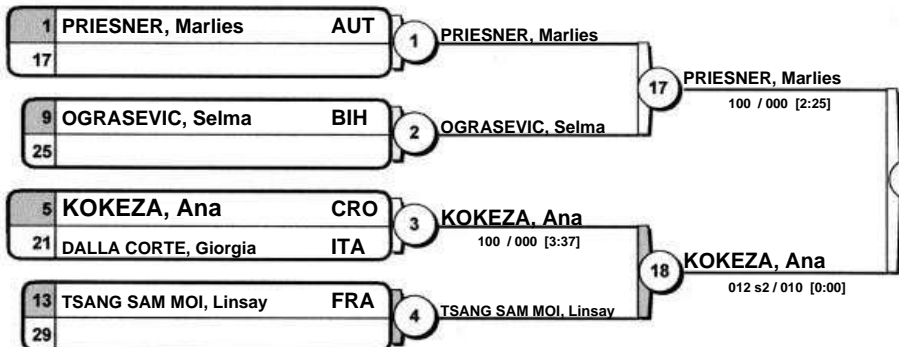 1 PRIESNER, Marlies AUT
17
1 PRIESNER, Marlies
9 OGRASEVIC, Selma BIH
25
2 OGRASEVIC, Selma
17 PRIESNER, Marlies
100 / 000 [2:25]
5 KOKEZA, Ana CRO
21 DALLA CORTE, Giorgia ITA
3 KOKEZA, Ana
100 / 000 [3:37]
13 TSANG SAM MOI, Linsay FRA
29
4 TSANG SAM MOI, Linsay
18 KOKEZA, Ana
012 s2 / 010 [0:00]